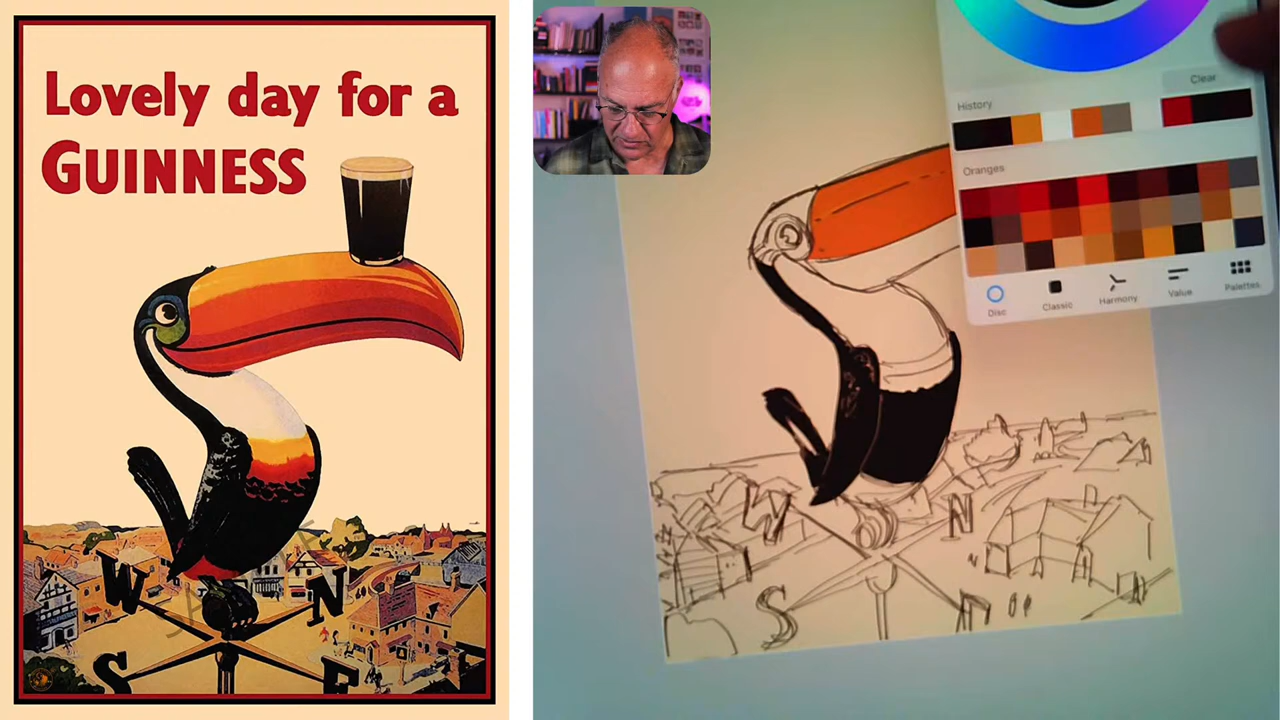 Lovely day for a
GUINNESS
W
N
S
E
Clear
History
Oranges
Disc
Classic
Harmony
Value
Palettes
W
N
S